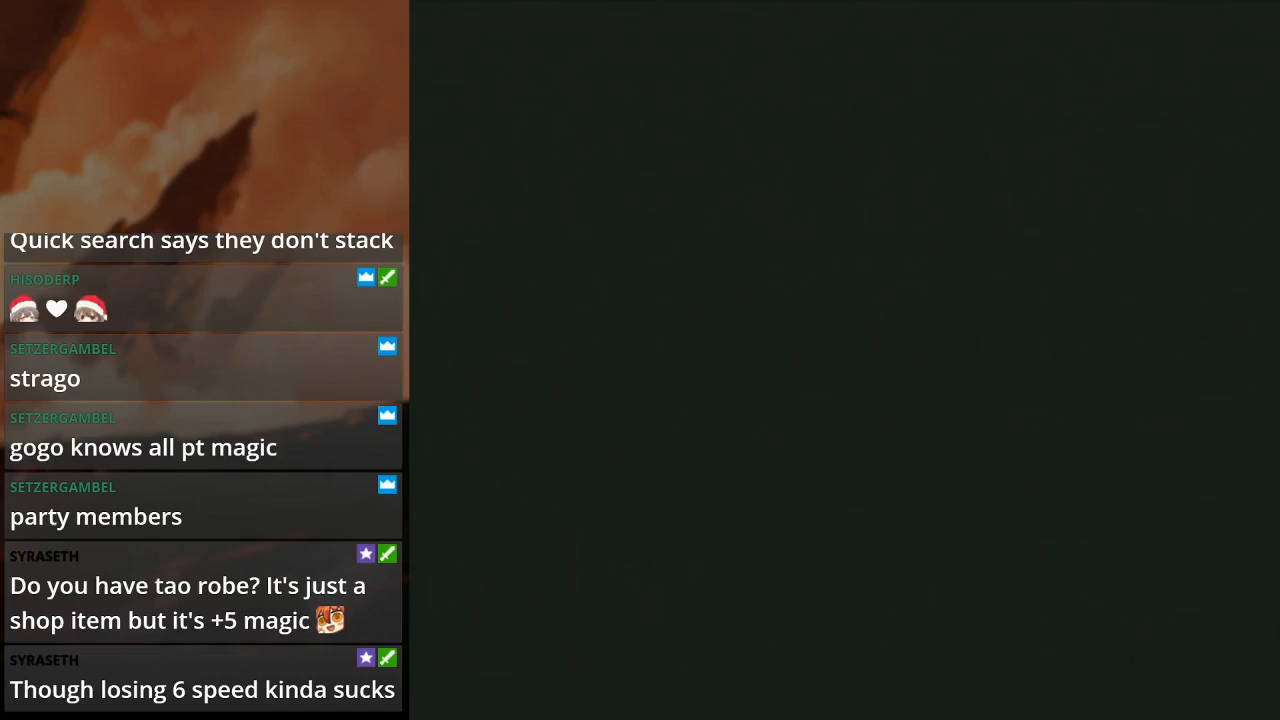 Quick search says they don't stack
HISODERP
SETZERGAMBEL
strago
SETZERGAMBEL
gogo knows all pt magic
SETZERGAMBEL
party members
SYRASETH
Do you have tao robe? It's just a
shop item but it's +5 magic
SYRASETH
Though losing 6 speed kinda sucks